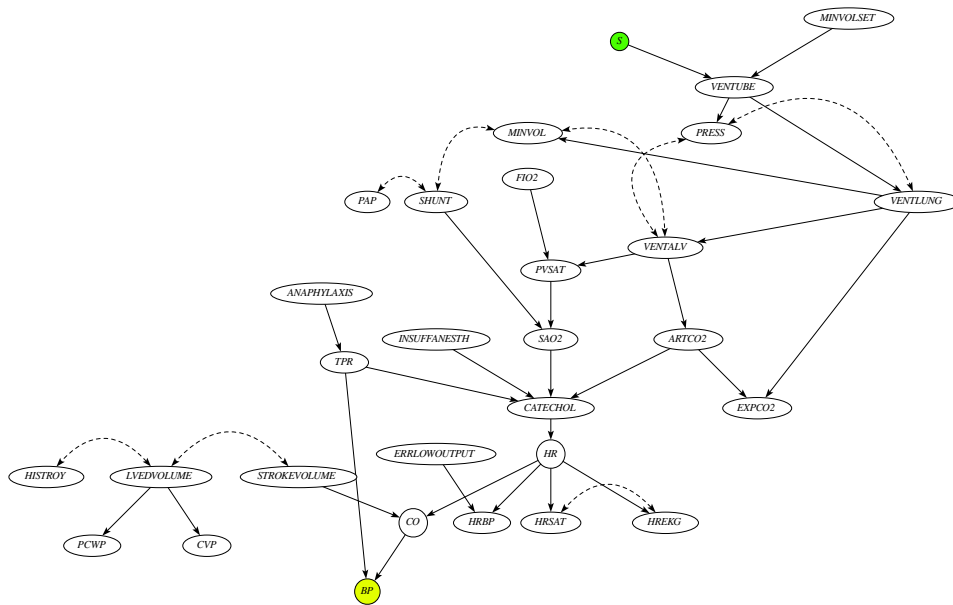 MINVOLSET
S
VENTUBE
MINVOL
PRESS
FIO2
PAP
SHUNT
VENTLUNG
VENTALV
PVSAT
ANAPHYLAXIS
INSUFFANESTH
SAO2
ARTCO2
TPR
CATECHOL
EXPCO2
ERRLOWOUTPUT
HR
HISTROY
LVEDVOLUME
STROKEVOLUME
CO
HRBP
HRSAT
HREKG
PCWP
CVP
BP